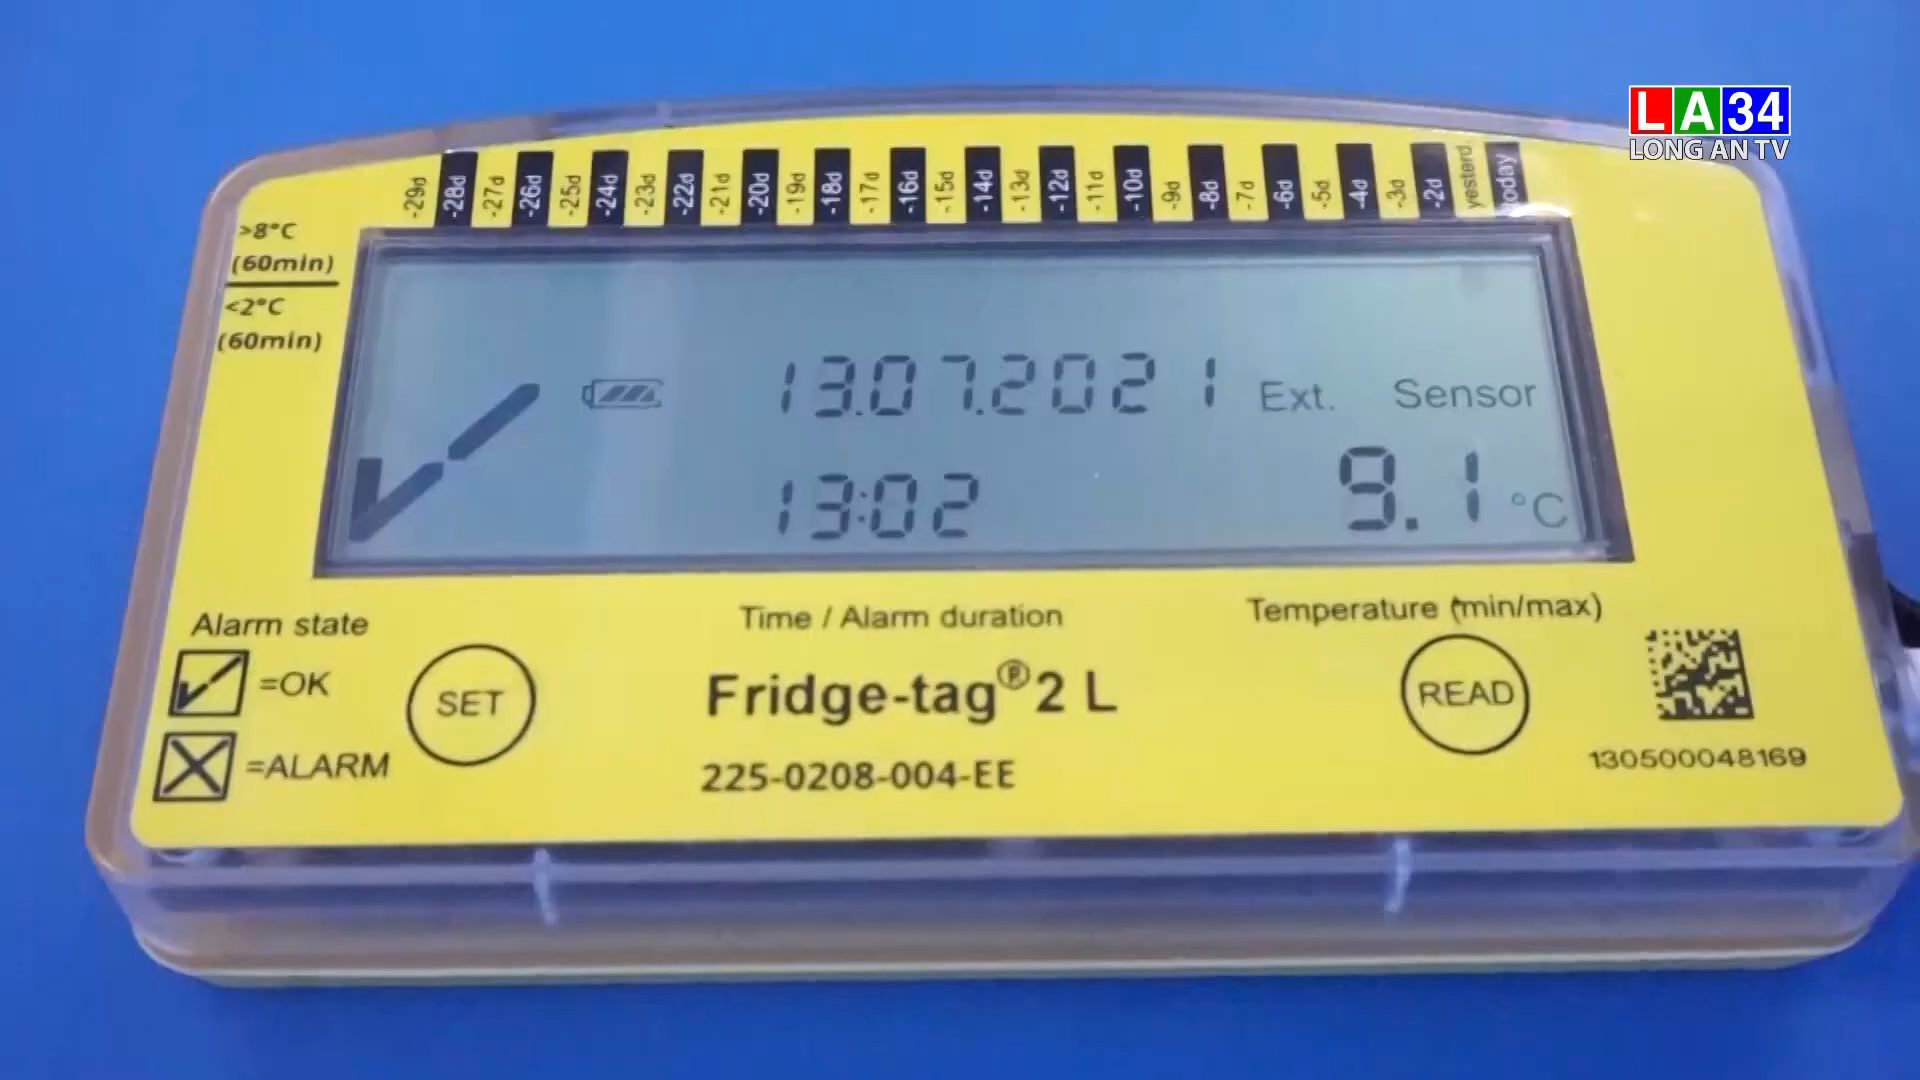 LA34
LONG AN TV
-29d -28d -27d -26d -25d -24d -23d -22d -21d -20d -19d -18d -17d -16d -15d -14d -13d -12d -11d -10d -9d -8d -7d -6d -5d -4d -3d -2d yesterd. today
>8°C
(60min)
<2°C
(60min)
13.07.2021 Ext. Sensor
13:02 9.1 °C
Alarm state
Time / Alarm duration
Temperature (min/max)
=OK
SET
Fridge-tag®2 L
READ
=ALARM
225-0208-004-EE
130500048169